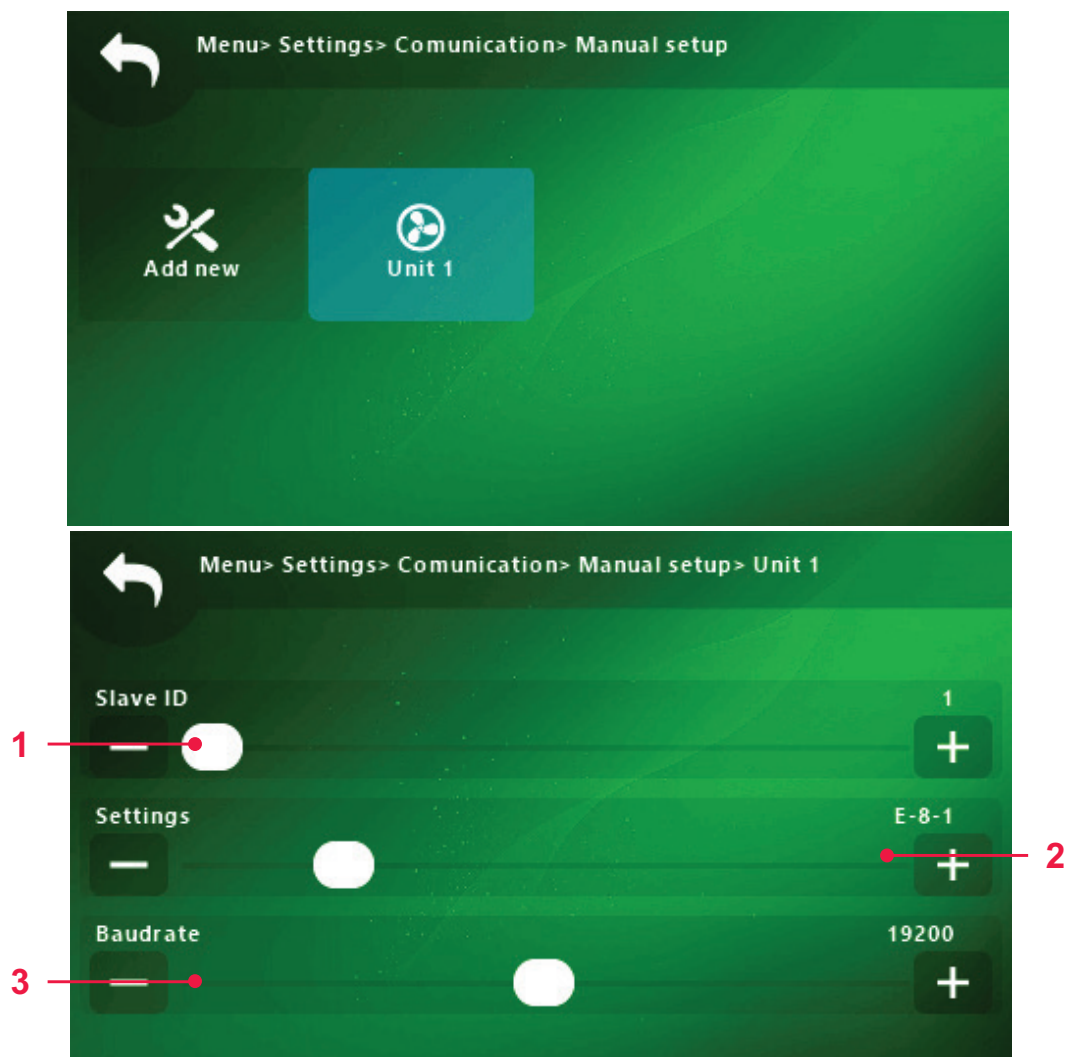 Menu> Settings> Comunication> Manual setup
Add new
Unit 1
Menu> Settings> Comunication> Manual setup> Unit 1
Slave ID
1
1
Settings
E-8-1
2
Baudrate
19200
3